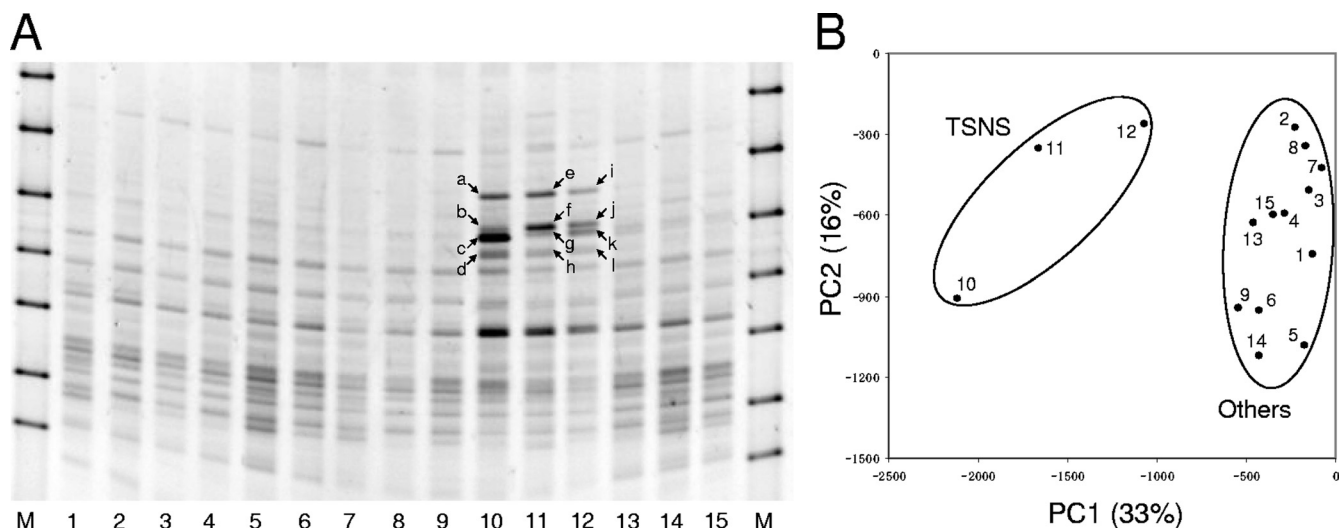 A
a
b
c
d
e
f
g
h
i
j
k
l
M 1 2 3 4 5 6 7 8 9 10 11 12 13 14 15 M
B
0
-300
-600
-900
-1200
-1500
PC2 (16%)
TSNS
11
12
10
2
8
7
3
15
4
13
1
9
6
14
5
Others
-2500 -2000 -1500 -1000 -500 0
PC1 (33%)